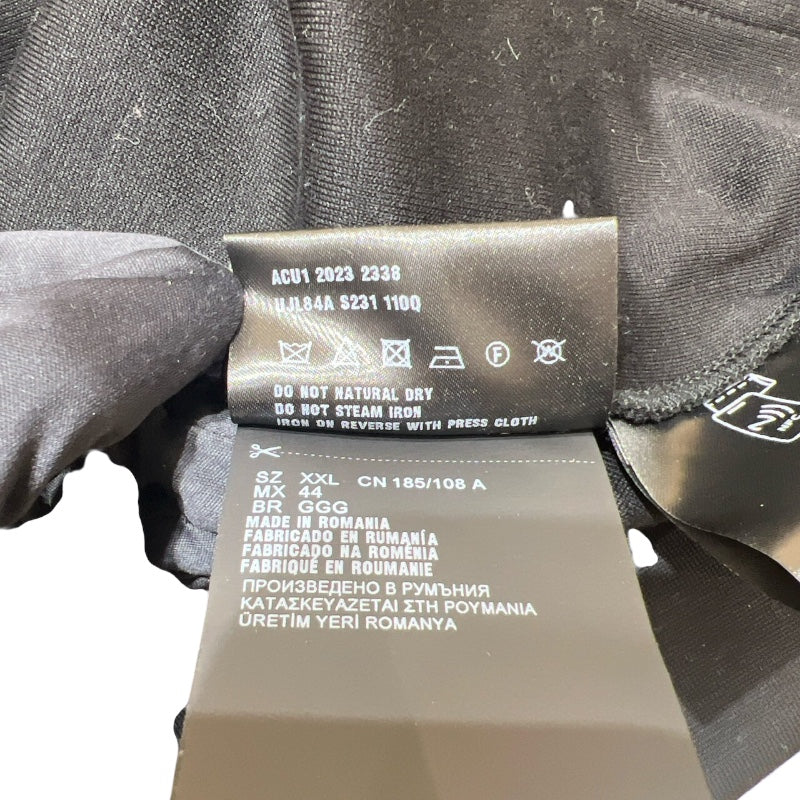 ACU1 2023 2338
UJL84A S231 110Q
F
W
DO NOT NATURAL DRY
DO NOT STEAM IRON
IRON ON REVERSE WITH PRESS CLOTH
SZ XXL CN 185/108 A
MX 44
BR GGG
MADE IN ROMANIA
FABRICADO EN RUMANÍA
FABRICADO NA ROMÉNIA
FABRIQUÉ EN ROUMANIE
ПРОИЗВЕДЕНО В РУМЪНИЯ
ΚΑΤΑΣΚΕΥΑΖΕΤΑΙ ΣΤΗ ΡΟΥΜΑΝΙΑ
ÜRETİM YERİ ROMANYA